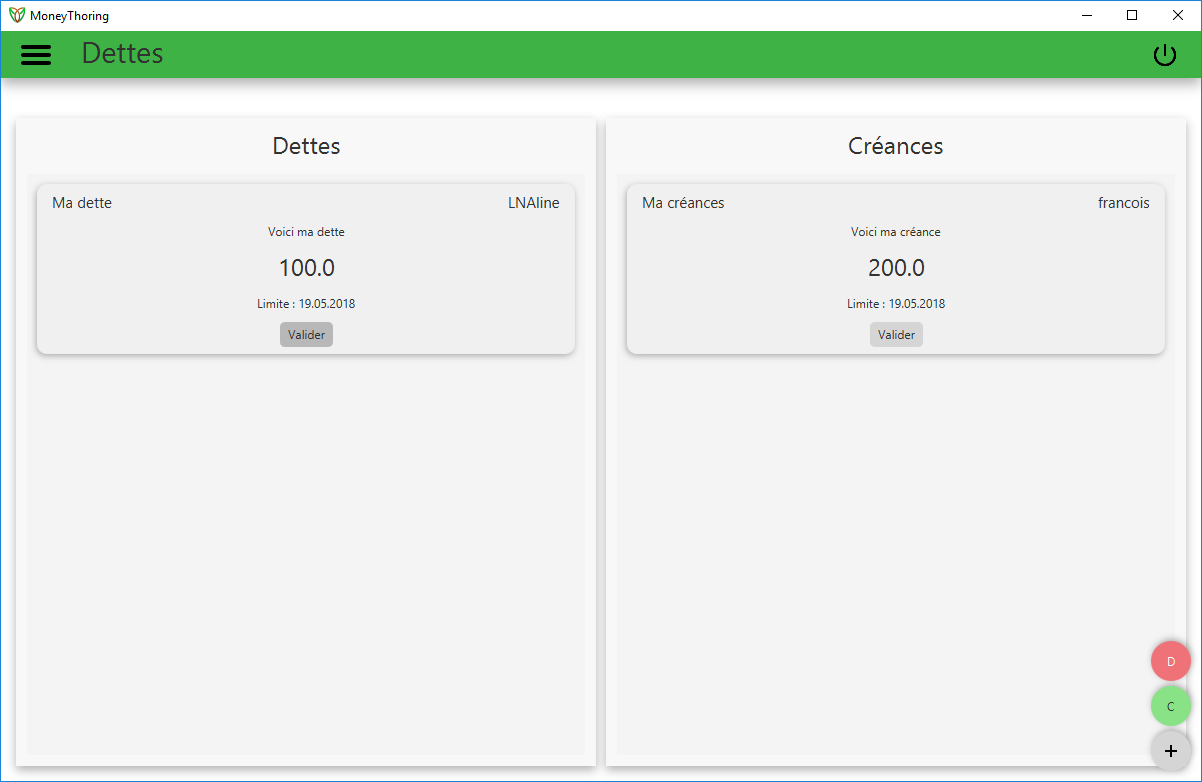 MoneyThoring
Dettes
Dettes
Ma dette LNAline
Voici ma dette
100.0
Limite : 19.05.2018
Valider
Créances
Ma créances francois
Voici ma créance
200.0
Limite : 19.05.2018
Valider
D
C
+